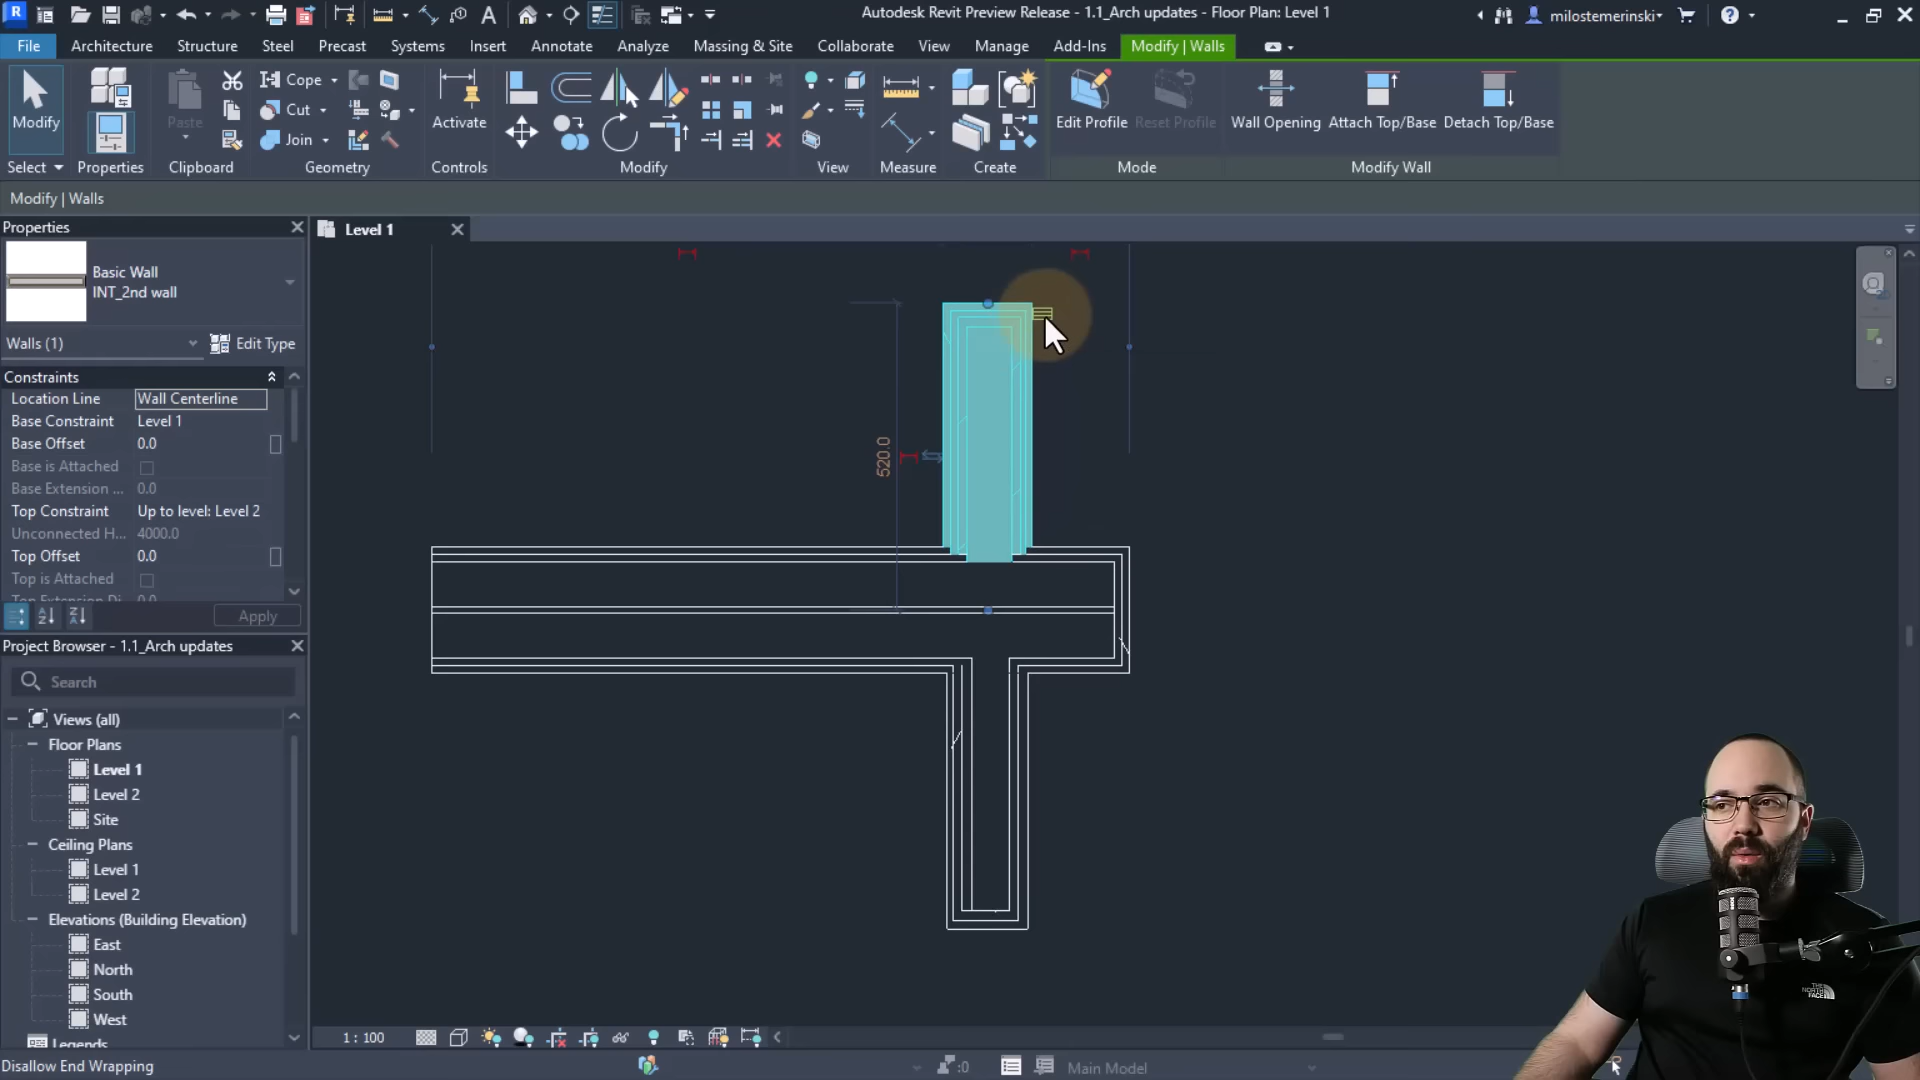 Autodesk Revit Preview Release - 1.1_Arch updates - Floor Plan: Level 1
milostemerinski
File
Architecture
Structure
Steel
Precast
Systems
Insert
Annotate
Analyze
Massing & Site
Collaborate
View
Manage
Add-Ins
Modify | Walls
Modify
Paste
Cope
Cut
Join
Activate
Edit Profile
Reset Profile
Wall Opening
Attach Top/Base
Detach Top/Base
Select
Properties
Clipboard
Geometry
Controls
Modify
View
Measure
Create
Mode
Modify Wall
Modify | Walls
Properties
Level 1
Basic Wall
INT_2nd wall
Walls (1)
Edit Type
Constraints
Location Line
Wall Centerline
Base Constraint
Level 1
Base Offset
0.0
Base is Attached
Base Extension ...
0.0
Top Constraint
Up to level: Level 2
Unconnected H...
4000.0
Top Offset
0.0
Top is Attached
Apply
520.0
Project Browser - 1.1_Arch updates
Search
Views (all)
Floor Plans
Level 1
Level 2
Site
Ceiling Plans
Level 1
Level 2
Elevations (Building Elevation)
East
North
South
West
Legends
1 : 100
Disallow End Wrapping
:0
Main Model
THE NORTH FACE